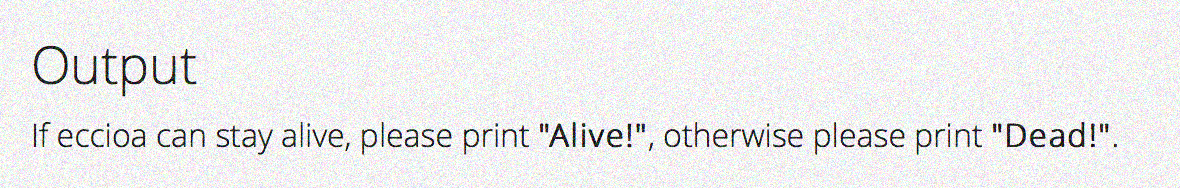 Output
If eccioa can stay alive, please print "Alive!", otherwise please print "Dead!".